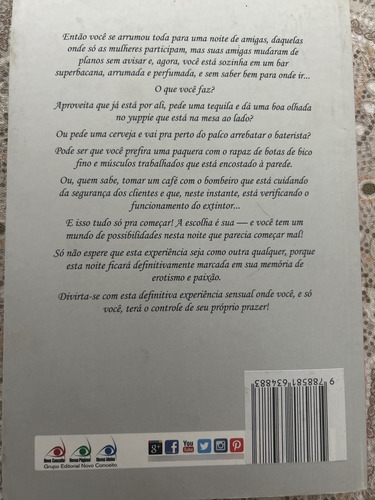 Então você se arrumou toda para uma noite de amigas, daquelas
onde só as mulheres participam, mas suas amigas mudaram de
planos sem avisar e, agora, você está sozinha em um bar
superbacana, arrumada e perfumada, e sem saber bem para onde ir...
O que você faz?
Aproveita que já está por ali, pede uma tequila e dá uma boa olhada
no yuppie que está na mesa ao lado?
Ou pede uma cerveja e vai pra perto do palco arrebatar o baterista?
Pode ser que você prefira uma paquera com o rapaz de botas de bico
fino e músculos trabalhados que está encostado à parede.
Ou, quem sabe, tomar um café com o bombeiro que está cuidando
da segurança dos clientes e que, neste instante, está verificando o
funcionamento do extintor...
E isso tudo só pra começar! A escolha é sua — e você tem um
mundo de possibilidades nesta noite que parecia começar mal!
Só não espere que esta experiência seja como outra qualquer, porque
esta noite ficará definitivamente marcada em sua memória de
erotismo e paixão.
Divirta-se com esta definitiva experiência sensual onde você, e só
você, terá o controle de seu próprio prazer!
9 788581 634883
Novo Conceito
Novas Páginas
Novas Ideias
g+
f
You Tube
Grupo Editorial Novo Conceito